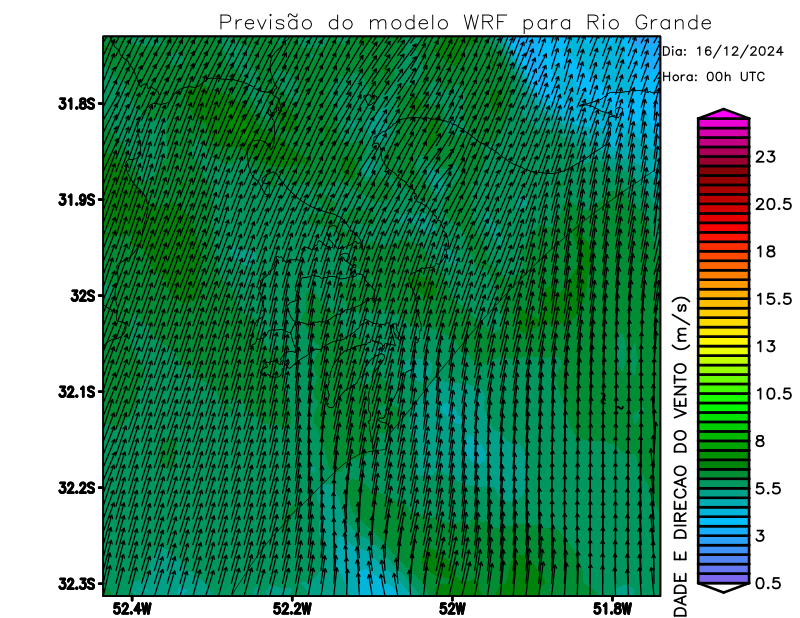 Previsão do modelo WRF para Rio Grande
Dia: 16/12/2024
Hora: 00h UTC
31.8S
31.9S
32S
32.1S
32.2S
32.3S
52.4W
52.2W
52W
51.8W
23
20.5
18
15.5
13
10.5
8
5.5
3
0.5
DADE E DIRECAO DO VENTO (m/s)